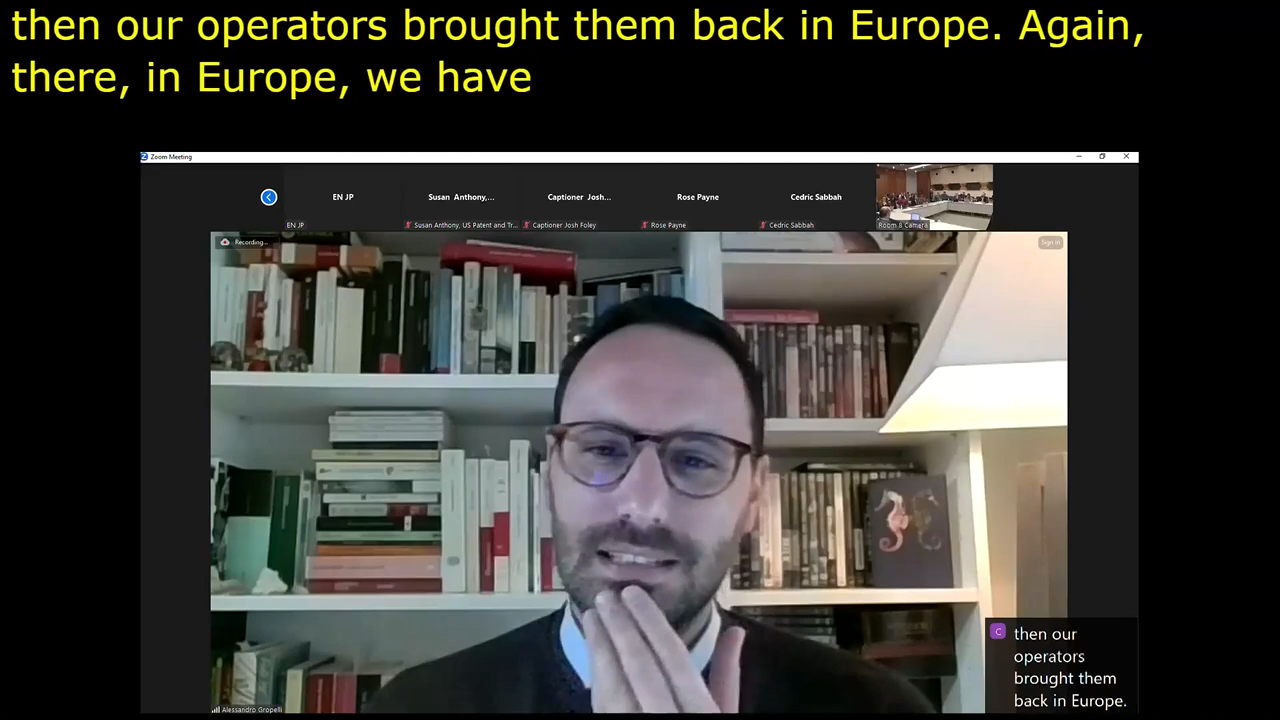 then our operators brought them back in Europe. Again,
there, in Europe, we have
Zoom Meeting
EN JP
Susan Anthony,...
Captioner Josh...
Rose Payne
Cedric Sabbah
EN JP
Susan Anthony, US Patent and Tr...
Captioner Josh Foley
Rose Payne
Cedric Sabbah
Room 8 Camera
Recording...
Sign in
C
then our
operators
brought them
back in Europe.
Alessandro Gropelli